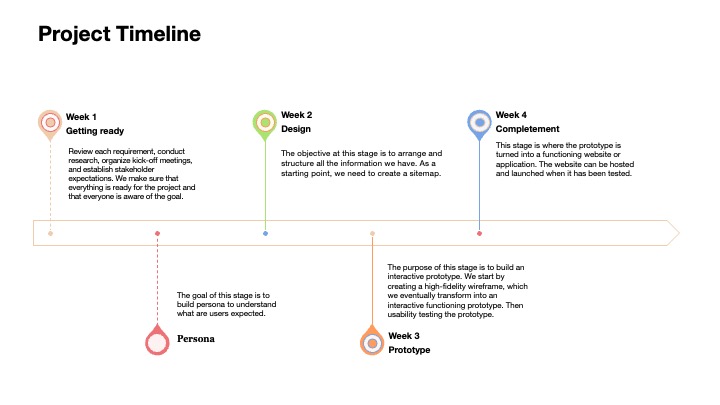 Project Timeline
Week 1
Getting ready
Review each requirement, conduct
research, organize kick-off meetings,
and establish stakeholder
expectations. We make sure that
everything is ready for the project and
that everyone is aware of the goal.
Week 2
Design
The objective at this stage is to arrange and
structure all the information we have. As a
starting point, we need to create a sitemap.
Week 4
Completement
This stage is where the prototype is
turned into a functioning website or
application. The website can be hosted
and launched when it has been tested.
The goal of this stage is to
build persona to understand
what are users expected.
Persona
The purpose of this stage is to build an
interactive prototype. We start by
creating a high-fidelity wireframe, which
we eventually transform into an
interactive functioning prototype. Then
usability testing the prototype.
Week 3
Prototype